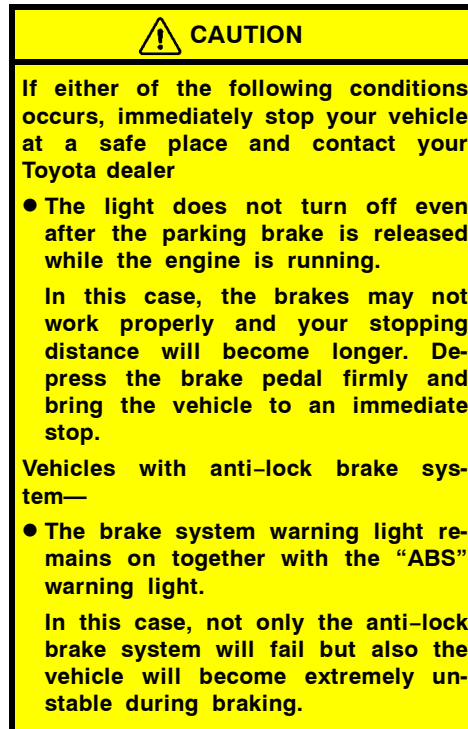 CAUTION
If either of the following conditions
occurs, immediately stop your vehicle
at a safe place and contact your
Toyota dealer
● The light does not turn off even
after the parking brake is released
while the engine is running.
In this case, the brakes may not
work properly and your stopping
distance will become longer. De-
press the brake pedal firmly and
bring the vehicle to an immediate
stop.
Vehicles with anti−lock brake sys-
tem—
● The brake system warning light re-
mains on together with the “ABS”
warning light.
In this case, not only the anti−lock
brake system will fail but also the
vehicle will become extremely un-
stable during braking.